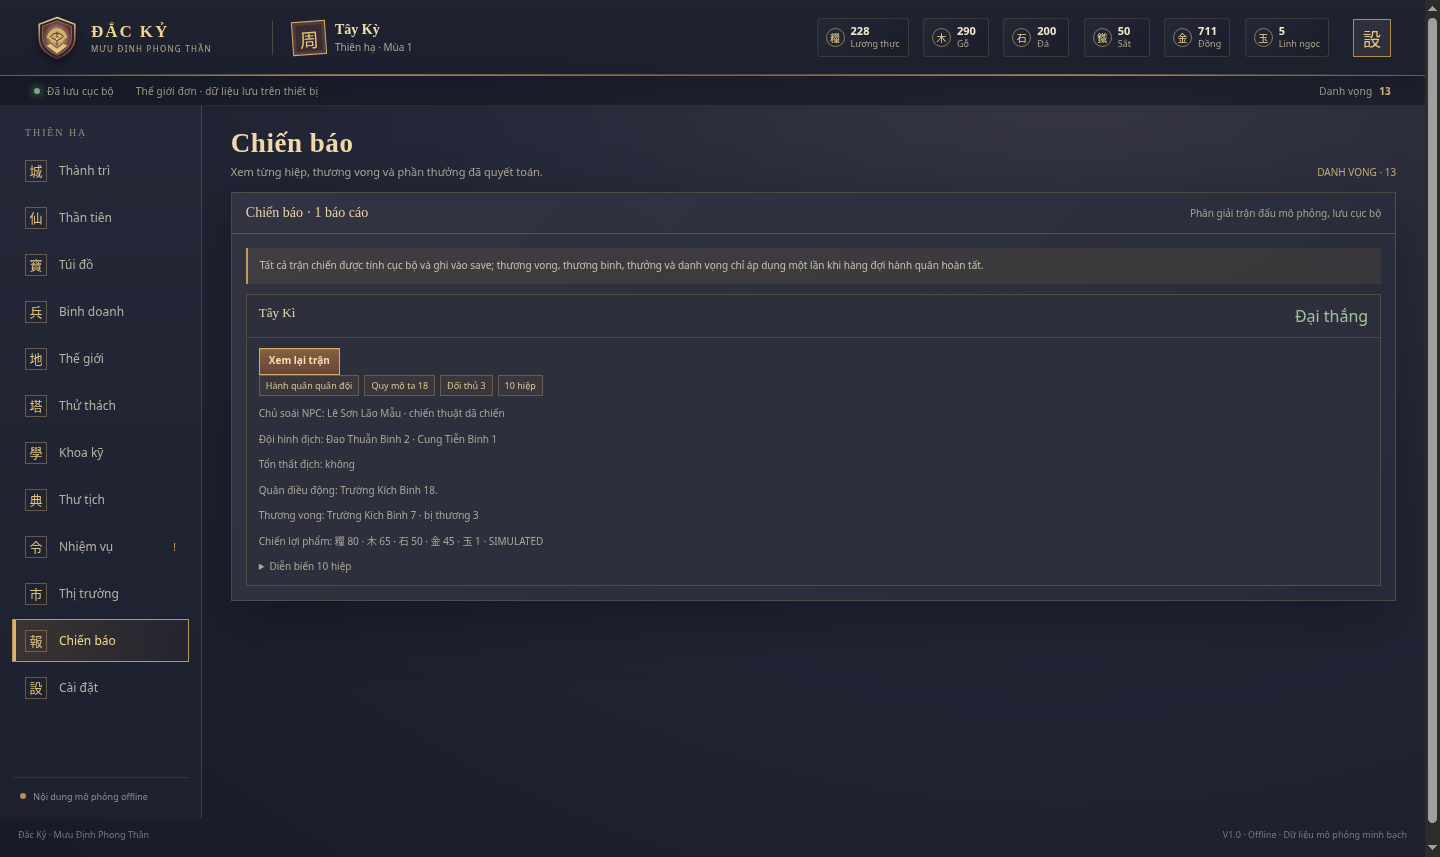 ĐẮC KỶ
MƯU ĐỊNH PHONG THẦN
周
Tây Kỳ
Thiên hạ · Mùa 1
糧 228 Lương thực
木 290 Gỗ
石 200 Đá
鐵 50 Sắt
金 711 Đồng
玉 5 Linh ngọc
設
Đã lưu cục bộ
Thế giới đơn · dữ liệu lưu trên thiết bị
Danh vọng 13
THIÊN HẠ
城 Thành trì
仙 Thần tiên
寶 Túi đồ
兵 Binh doanh
地 Thế giới
塔 Thử thách
學 Khoa kỹ
典 Thư tịch
令 Nhiệm vụ !
市 Thị trường
報 Chiến báo
設 Cài đặt
Nội dung mô phỏng offline
Chiến báo
Xem từng hiệp, thương vong và phần thưởng đã quyết toán.
DANH VỌNG · 13
Chiến báo · 1 báo cáo
Phân giải trận đấu mô phỏng, lưu cục bộ
Tất cả trận chiến được tính cục bộ và ghi vào save; thương vong, thương binh, thưởng và danh vọng chỉ áp dụng một lần khi hàng đợi hành quân hoàn tất.
Tây Kì
Đại thắng
Xem lại trận
Hành quân quân đội
Quy mô ta 18
Đối thủ 3
10 hiệp
Chủ soái NPC: Lê Sơn Lão Mẫu · chiến thuật dã chiến
Đội hình địch: Đao Thuẫn Binh 2 · Cung Tiễn Binh 1
Tổn thất địch: không
Quân điều động: Trường Kích Binh 18.
Thương vong: Trường Kích Binh 7 · bị thương 3
Chiến lợi phẩm: 糧 80 · 木 65 · 石 50 · 金 45 · 玉 1 · SIMULATED
Diễn biến 10 hiệp
Đắc Kỷ · Mưu Định Phong Thần
V1.0 · Offline · Dữ liệu mô phỏng minh bạch